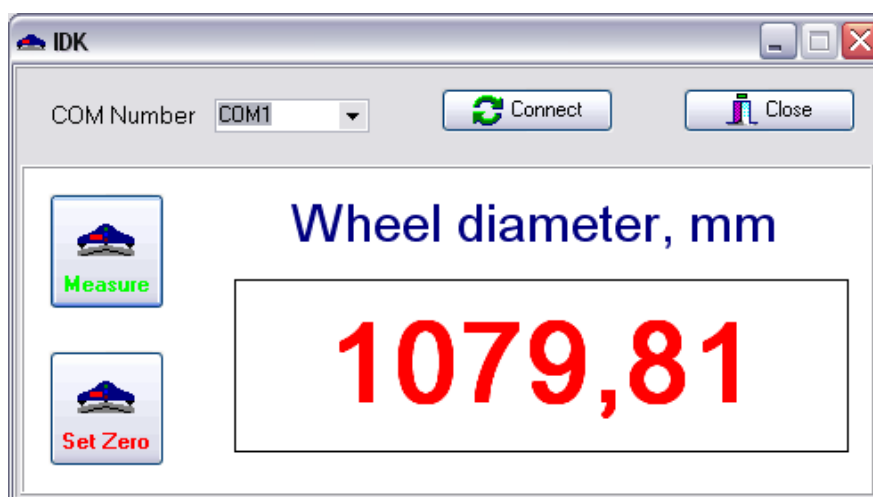 IDK
COM Number COM1 Connect Close
Wheel diameter, mm
Measure
1079,81
Set Zero